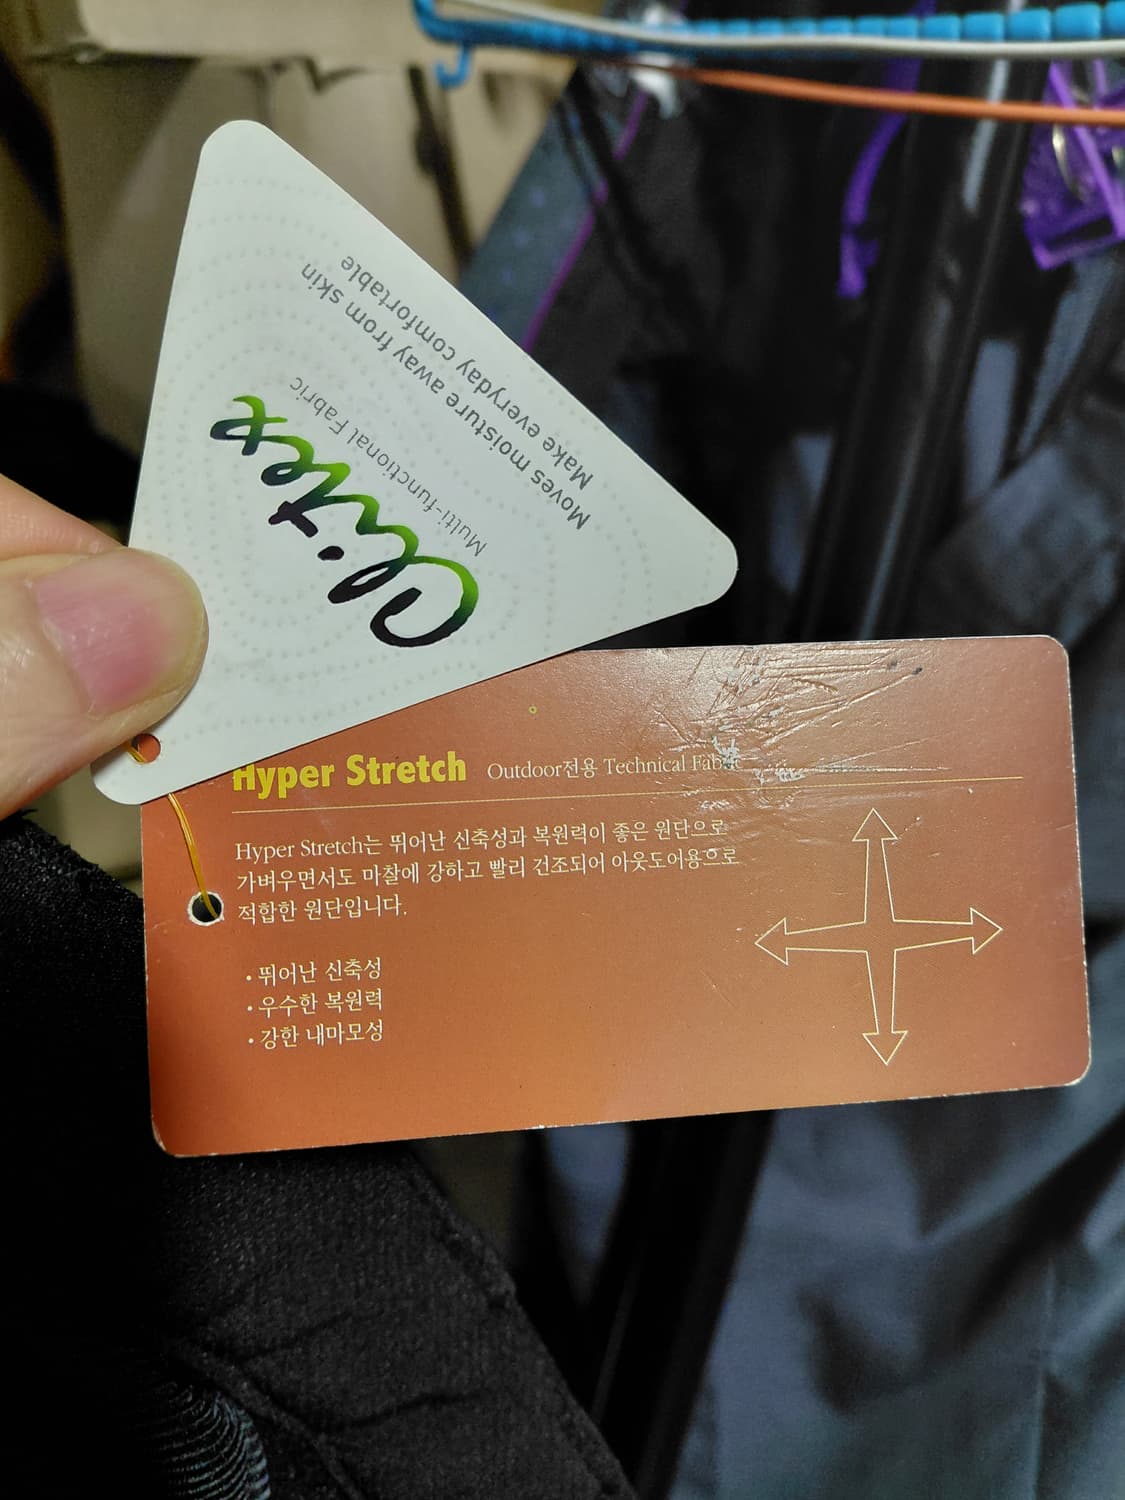 Clitex
Multi-functional Fabric
Moves moisture away from skin
Make everyday comfortable
Hyper Stretch Outdoor전용 Technical Fabric
Hyper Stretch는 뛰어난 신축성과 복원력이 좋은 원단으로
가벼우면서도 마찰에 강하고 빨리 건조되어 아웃도어용으로
적합한 원단입니다.
• 뛰어난 신축성
• 우수한 복원력
• 강한 내마모성